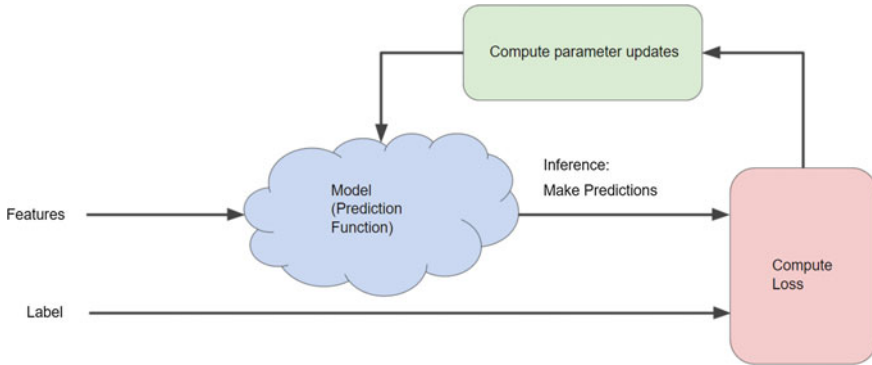 Compute parameter updates
Inference:
Make Predictions
Model
(Prediction
Function)
Features
Compute
Loss
Label